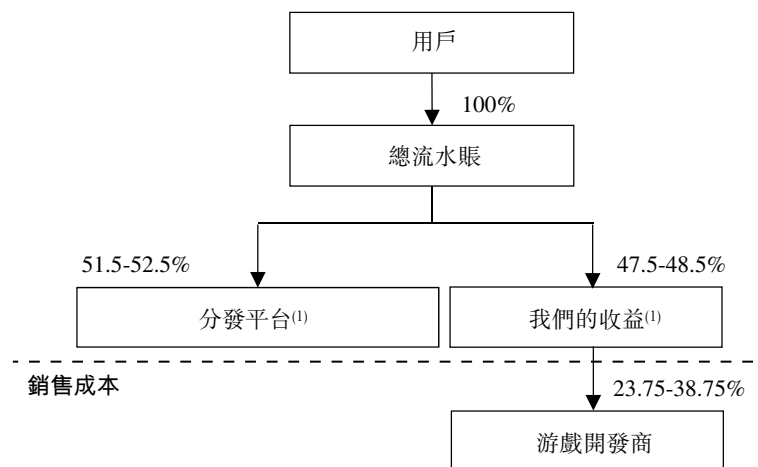 用戶
100%
總流水賬
51.5-52.5%
47.5-48.5%
分發平台(1)
我們的收益(1)
銷售成本
23.75-38.75%
游戲開發商